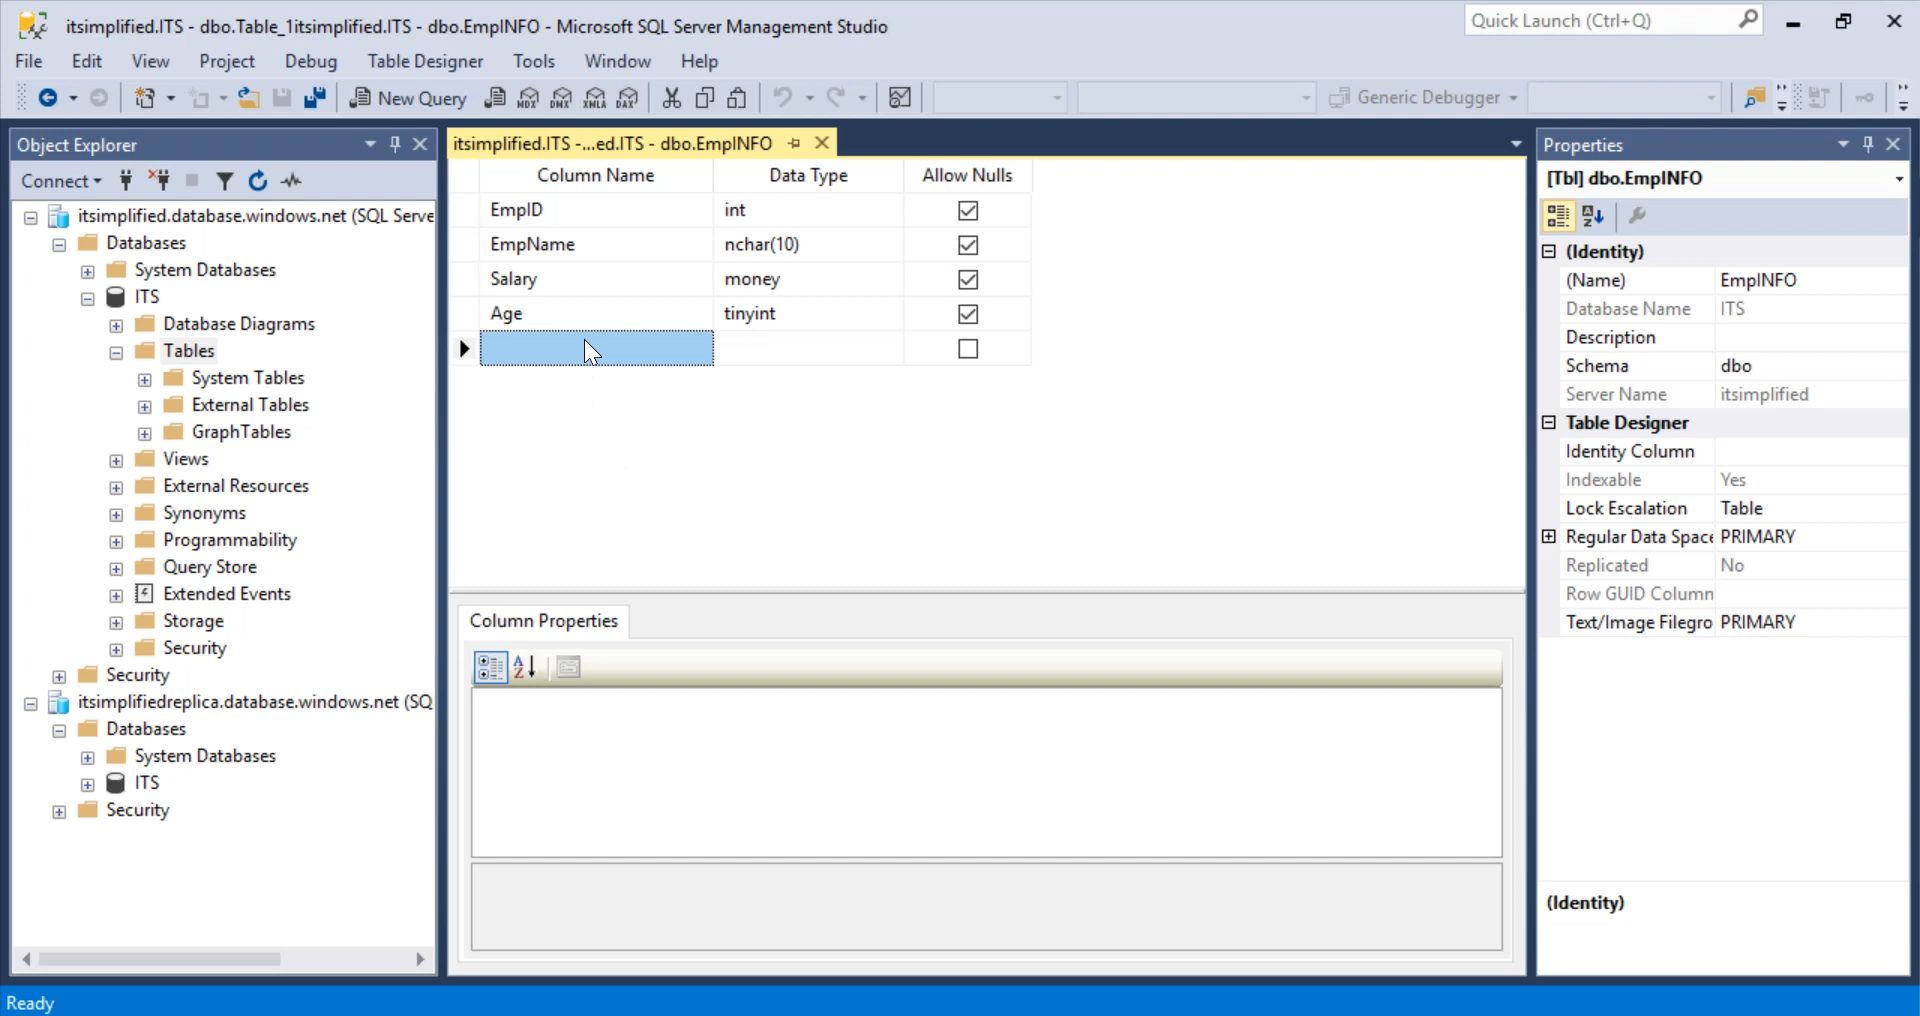 itsimplified.ITS - dbo.Table_1itsimplified.ITS - dbo.EmpINFO - Microsoft SQL Server Management Studio
Quick Launch (Ctrl+Q)
File Edit View Project Debug Table Designer Tools Window Help
New Query MDX DMX XMLA DAX Generic Debugger
Object Explorer
Connect
itsimplified.database.windows.net (SQL Serve
Databases
System Databases
ITS
Database Diagrams
Tables
System Tables
External Tables
GraphTables
Views
External Resources
Synonyms
Programmability
Query Store
Extended Events
Storage
Security
Security
itsimplifiedreplica.database.windows.net (SQ
Databases
System Databases
ITS
Security
itsimplified.ITS -...ed.ITS - dbo.EmpINFO
Column Name Data Type Allow Nulls
EmpID int
EmpName nchar(10)
Salary money
Age tinyint
Column Properties
A
Z
Properties
[Tbl] dbo.EmpINFO
A
Z
(Identity)
(Name) EmpINFO
Database Name ITS
Description
Schema dbo
Server Name itsimplified
Table Designer
Identity Column
Indexable Yes
Lock Escalation Table
Regular Data Space PRIMARY
Replicated No
Row GUID Column
Text/Image Filegro PRIMARY
(Identity)
Ready